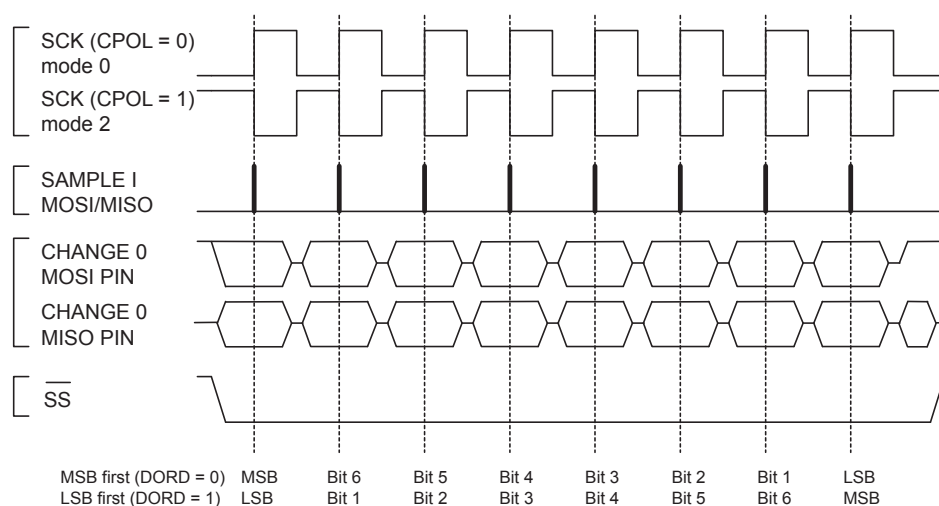 SCK (CPOL = 0)
mode 0
SCK (CPOL = 1)
mode 2
SAMPLE I
MOSI/MISO
CHANGE 0
MOSI PIN
CHANGE 0
MISO PIN
SS
MSB first (DORD = 0) MSB Bit 6 Bit 5 Bit 4 Bit 3 Bit 2 Bit 1 LSB
LSB first (DORD = 1) LSB Bit 1 Bit 2 Bit 3 Bit 4 Bit 5 Bit 6 MSB